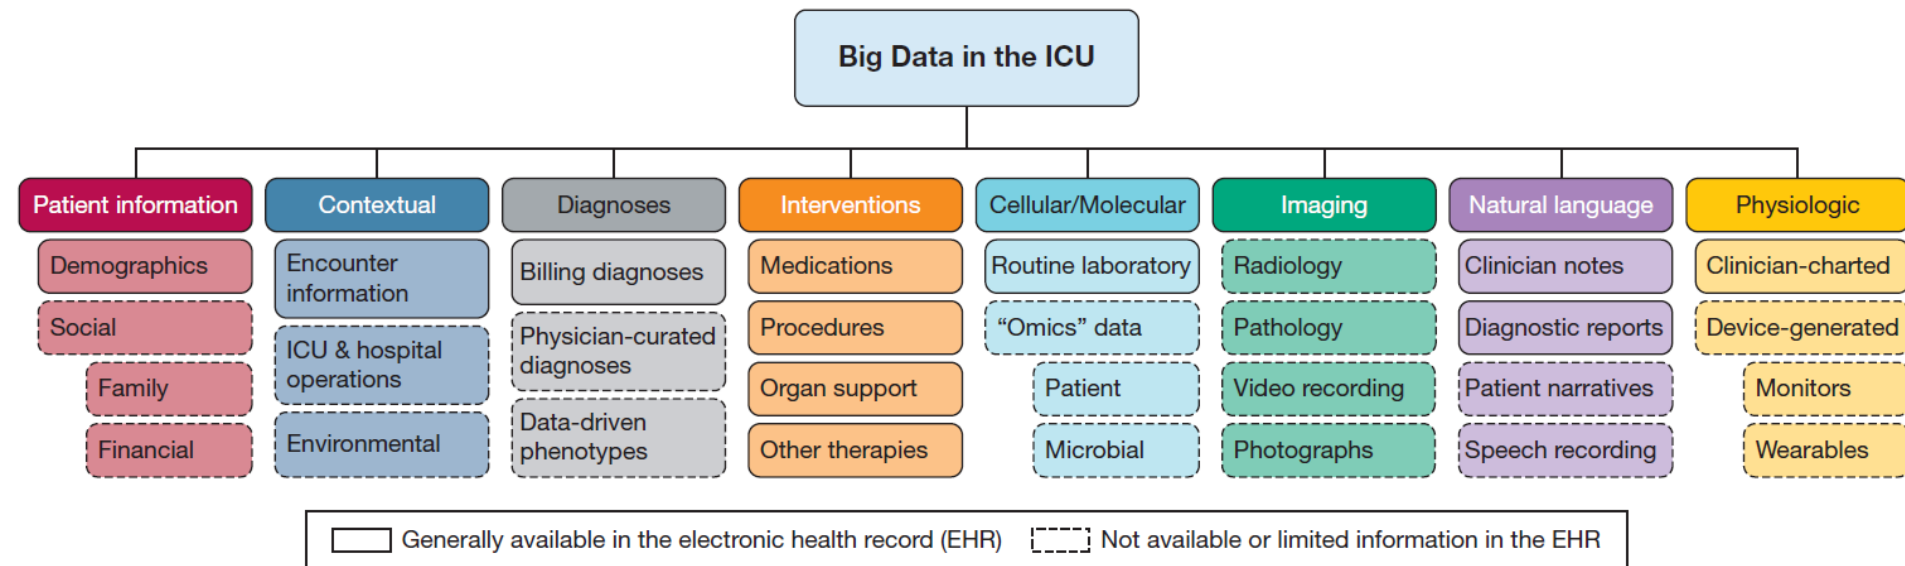 Big Data in the ICU
Patient information
Contextual
Diagnoses
Interventions
Cellular/Molecular
Imaging
Natural language
Physiologic
Demographics
Social
Family
Financial
Encounter
information
ICU & hospital
operations
Environmental
Billing diagnoses
Physician-curated
diagnoses
Data-driven
phenotypes
Medications
Procedures
Organ support
Other therapies
Routine laboratory
“Omics” data
Patient
Microbial
Radiology
Pathology
Video recording
Photographs
Clinician notes
Diagnostic reports
Patient narratives
Speech recording
Clinician-charted
Device-generated
Monitors
Wearables
Generally available in the electronic health record (EHR)
Not available or limited information in the EHR